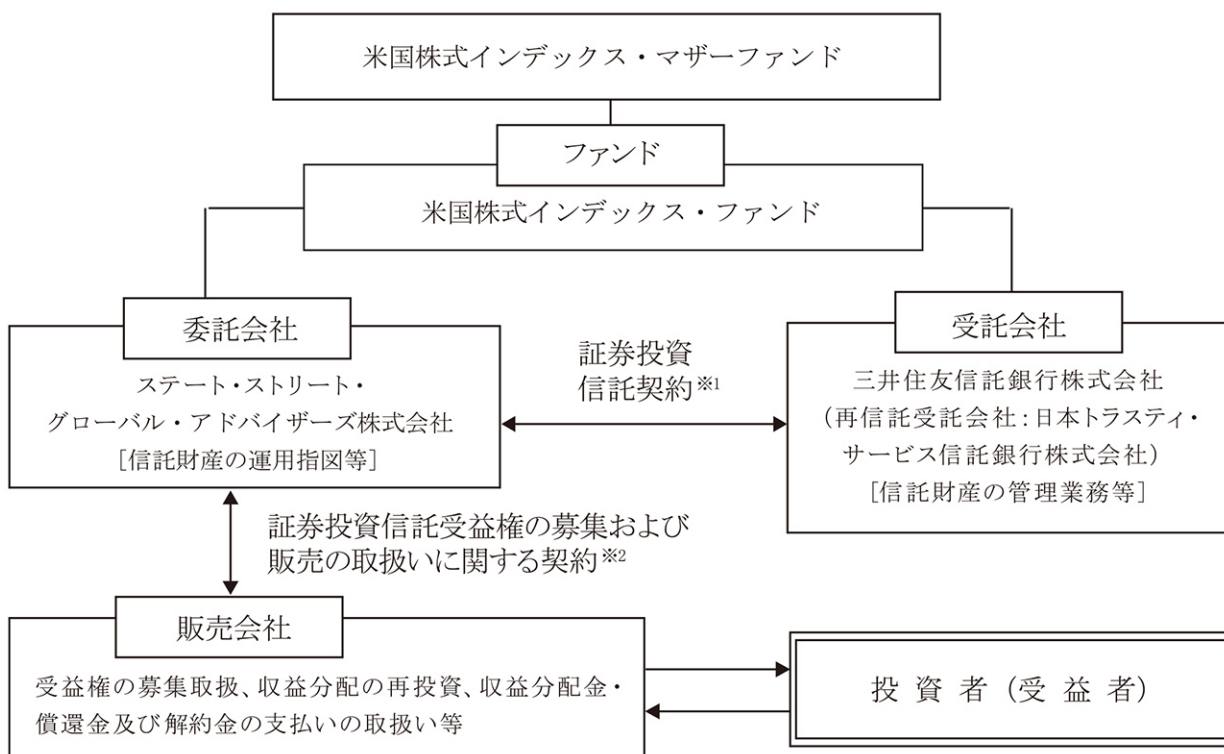 米国株式インデックス・マザーファンド
ファンド
米国株式インデックス・ファンド
委託会社
ステート・ストリート・
グローバル・アドバイザーズ株式会社
[信託財産の運用指図等]
証券投資
信託契約※1
受託会社
三井住友信託銀行株式会社
(再信託受託会社:日本トラスティ・
サービス信託銀行株式会社)
[信託財産の管理業務等]
証券投資信託受益権の募集および
販売の取扱いに関する契約※2
販売会社
受益権の募集取扱、収益分配の再投資、収益分配金・
償還金及び解約金の支払いの取扱い等
投資者(受益者)